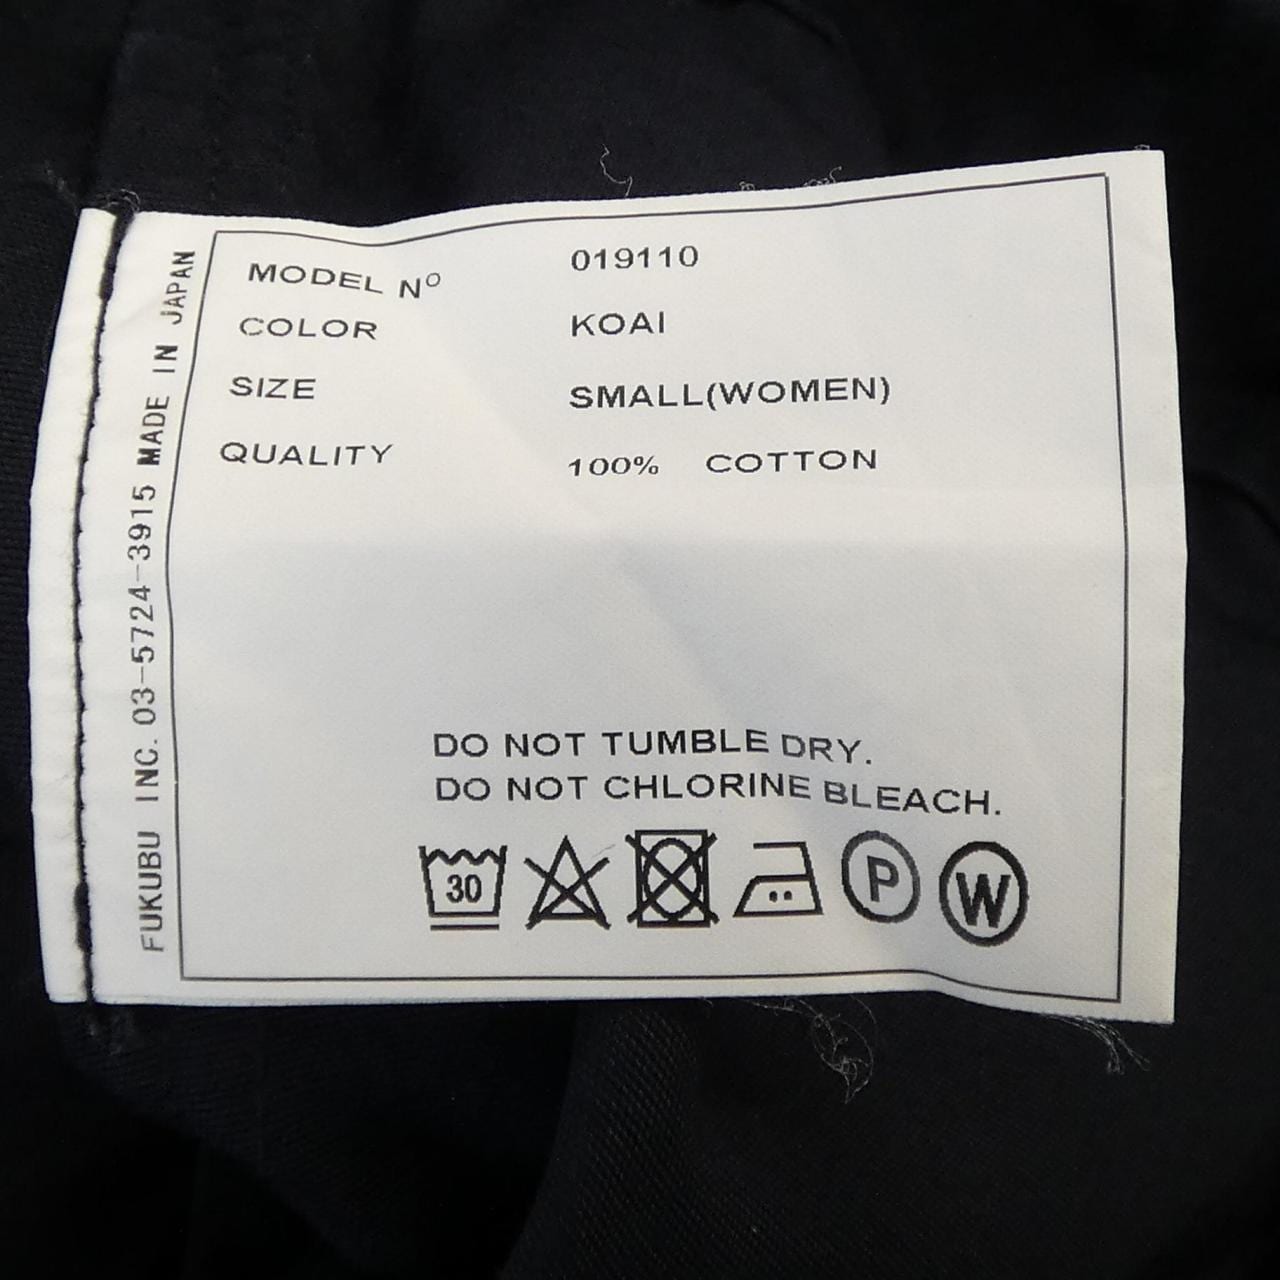 MODEL Nº 019110
COLOR KOAI
SIZE SMALL(WOMEN)
QUALITY 100% COTTON
DO NOT TUMBLE DRY.
DO NOT CHLORINE BLEACH.
30 P W
FUKUBU INC. 03-5724-3915 MADE IN JAPAN